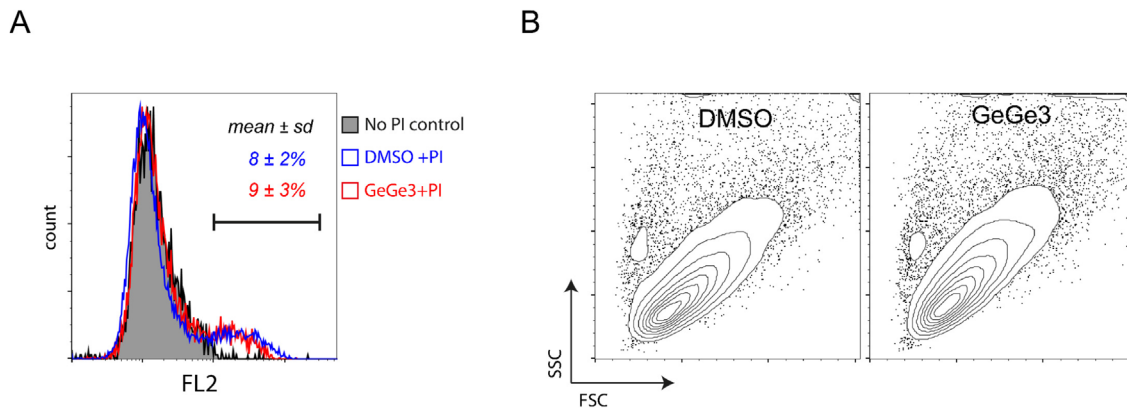 A
mean ± sd
8 ± 2%
9 ± 3%
No PI control
DMSO +PI
GeGe3+PI
count
FL2
B
DMSO
GeGe3
SSC
FSC